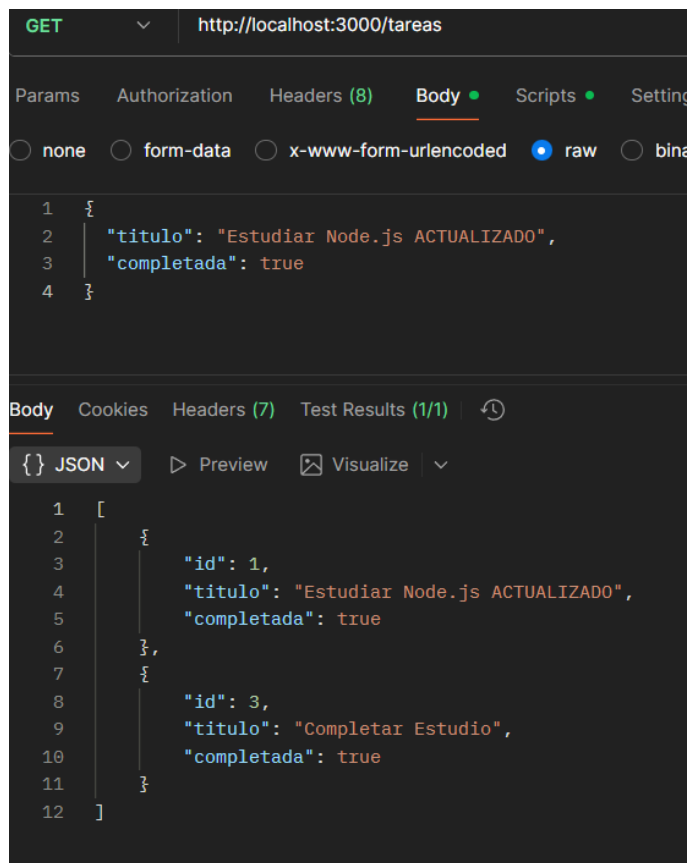 GET http://localhost:3000/tareas
Params Authorization Headers (8) Body Scripts Setting
none form-data x-www-form-urlencoded raw bina
1 {
2 "titulo": "Estudiar Node.js ACTUALIZADO",
3 "completada": true
4 }
Body Cookies Headers (7) Test Results (1/1)
{} JSON Preview Visualize
1 [
2 {
3 "id": 1,
4 "titulo": "Estudiar Node.js ACTUALIZADO",
5 "completada": true
6 },
7 {
8 "id": 3,
9 "titulo": "Completar Estudio",
10 "completada": true
11 }
12 ]